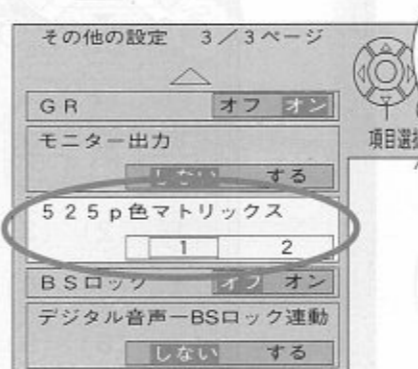 その他の設定　3／3ページ
GR　オフ　オン
モニター出力
しない　する
525p色マトリックス
1　2
BSロック　オフ　オン
デジタル音声ーBSロック連動
しない　する
項目選